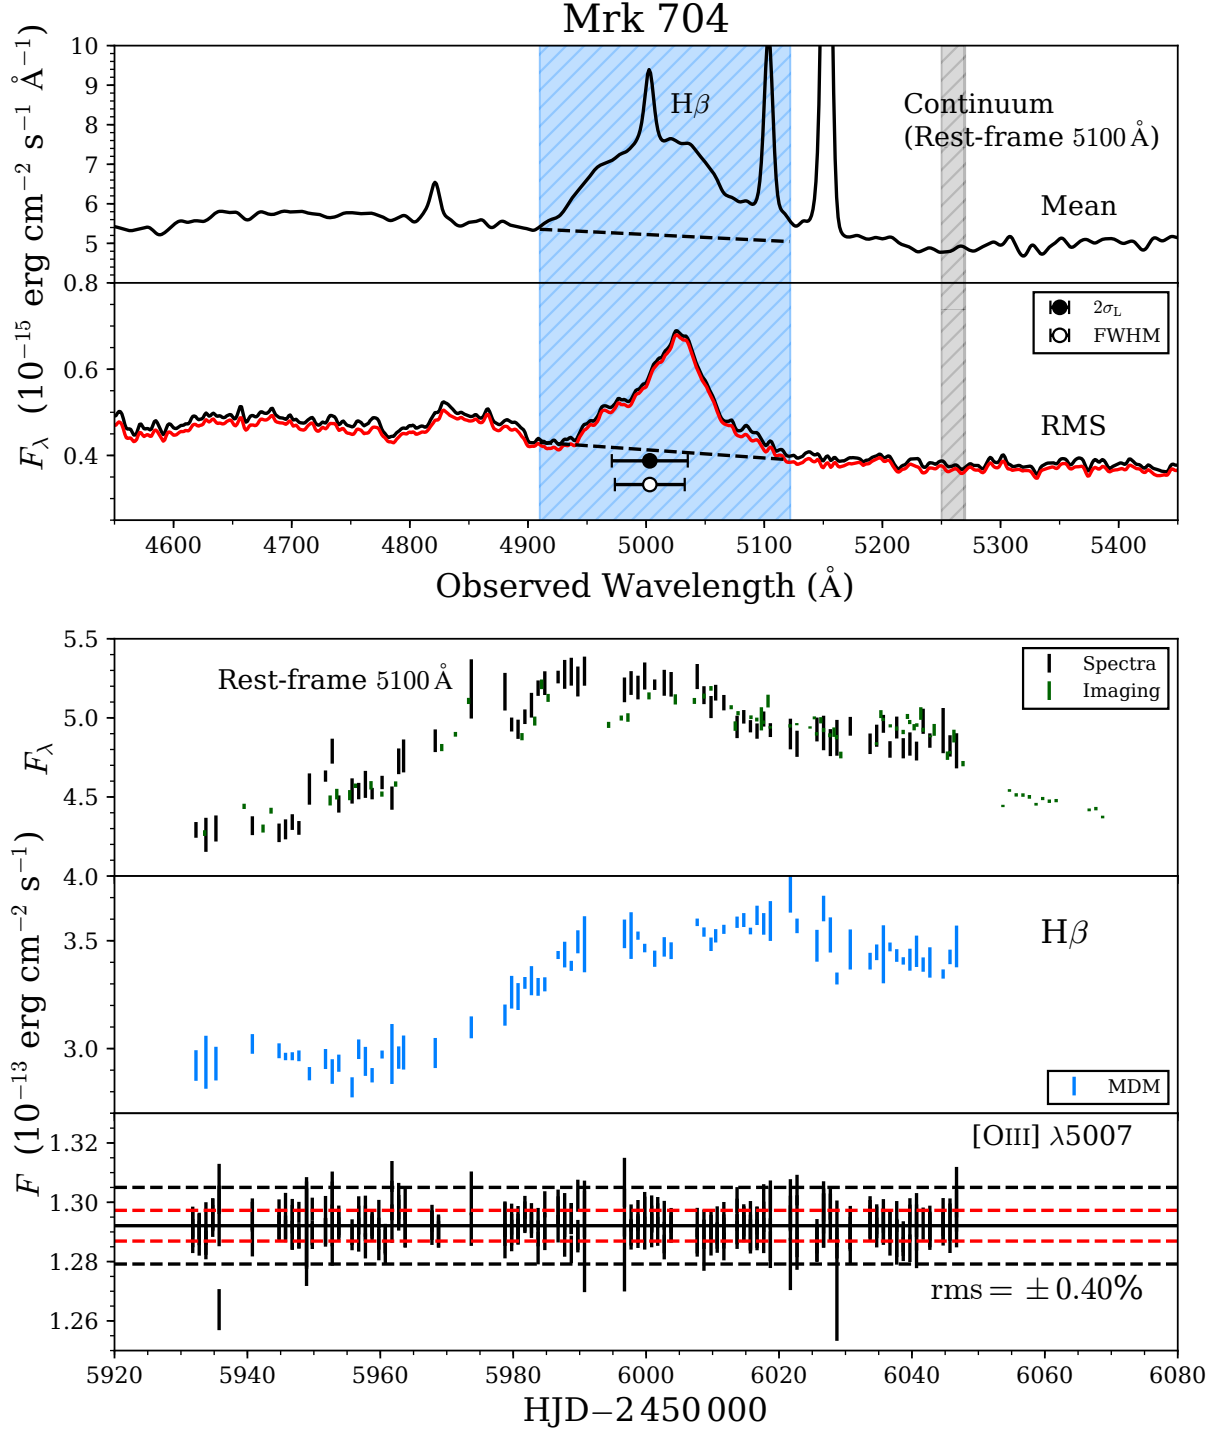 Mrk 704
10
9
8
7
6
5
Hβ
Continuum
(Rest-frame 5100 Å)
Mean
0.8
0.6
0.4
2σL
FWHM
RMS
Fλ (10−15 erg cm−2 s−1 Å−1)
4600 4700 4800 4900 5000 5100 5200 5300 5400
Observed Wavelength (Å)
5.5
5.0
4.5
4.0
Rest-frame 5100 Å
Spectra
Imaging
Fλ
3.5
3.0
Hβ
MDM
F (10−13 erg cm−2 s−1)
1.32
1.30
1.28
1.26
[OIII] λ5007
rms = ±0.40%
5920 5940 5960 5980 6000 6020 6040 6060 6080
HJD−2 450 000